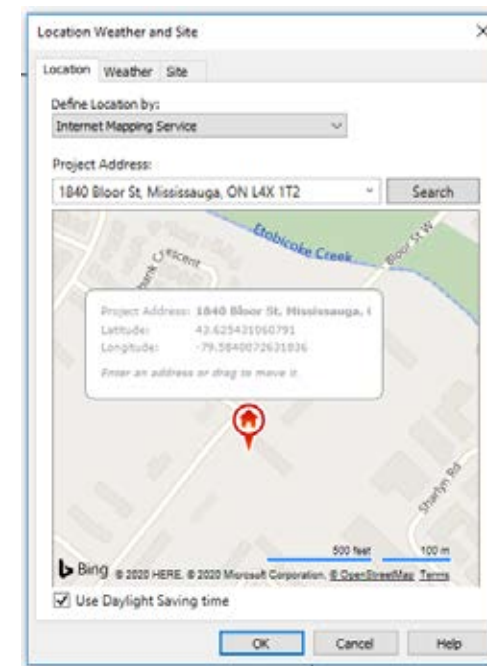 Location Weather and Site
Location Weather Site
Define Location by:
Internet Mapping Service
Project Address:
1840 Bloor St, Mississauga, ON L4X 1T2 Search
Etobicoke Creek
Bloor St W
Crescent
Project Address: 1840 Bloor St, Mississauga, (
Latitude: 43.625431060791
Longitude: -79.5840072631836
Enter an address or drag to move it.
Sharlyn Rd
500 feet 100 m
Bing © 2020 HERE, © 2020 Microsoft Corporation, © OpenStreetMap Terms
Use Daylight Saving time
OK Cancel Help